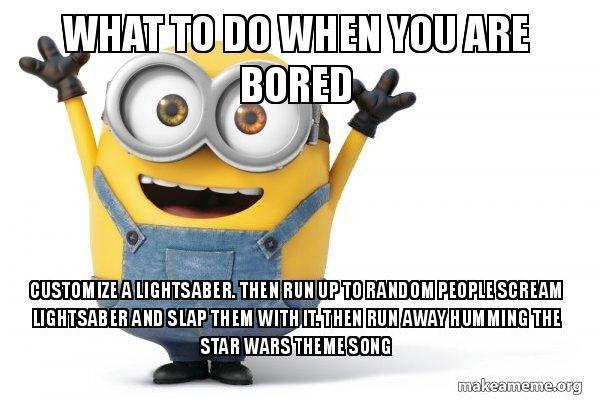 WHAT TO DO WHEN YOU ARE
BORED
CUSTOMIZE A LIGHTSABER. THEN RUN UP TO RANDOM PEOPLE SCREAM
LIGHTSABER AND SLAP THEM WITH IT. THEN RUN AWAY HUMMING THE
STAR WARS THEME SONG
makeameme.org